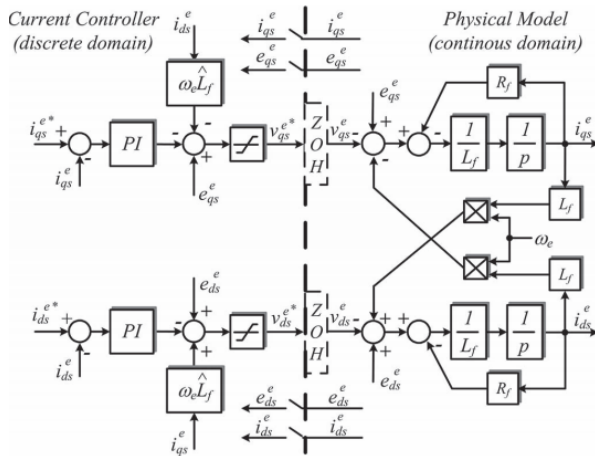 Current Controller
(discrete domain)
Physical Model
(continous domain)
i_ds^e
i_qs^e i_qs^e
e_qs^e e_qs^e
ω_e L̂_f
e_qs^e
R_f
i_qs^e* + - PI - - + v_qs^e* Z O H v_qs^e - + - + - 1/L_f 1/p i_qs^e
i_qs^e
e_qs^e
L_f
ω_e
L_f
e_ds^e
i_ds^e* + - PI - + + v_ds^e* Z O H v_ds^e - + + + - 1/L_f 1/p i_ds^e
i_ds^e
e_ds^e
ω_e L̂_f
R_f
e_ds^e e_ds^e
i_qs^e
i_ds^e i_ds^e